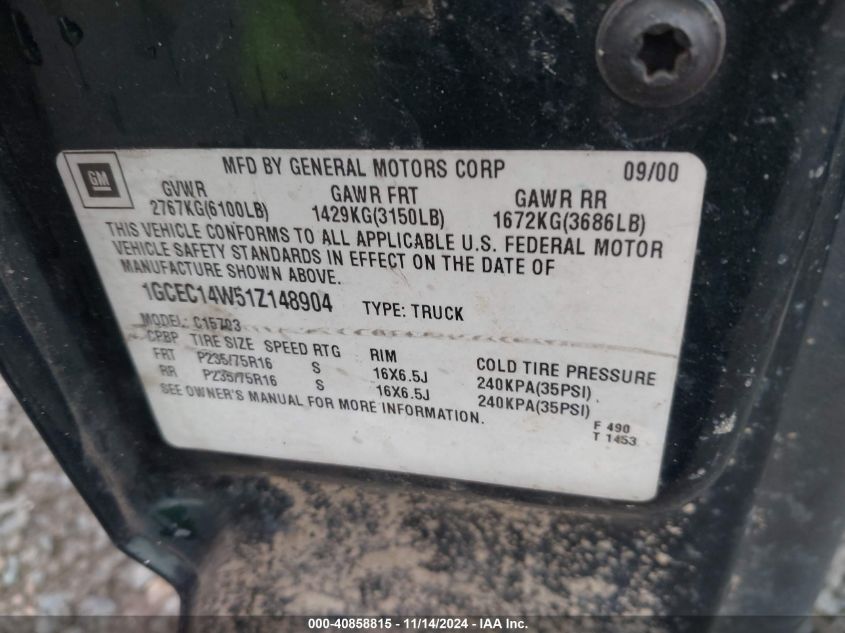 GM
MFD BY GENERAL MOTORS CORP 09/00
GVWR GAWR FRT GAWR RR
2767KG(6100LB) 1429KG(3150LB) 1672KG(3686LB)
THIS VEHICLE CONFORMS TO ALL APPLICABLE U.S. FEDERAL MOTOR
VEHICLE SAFETY STANDARDS IN EFFECT ON THE DATE OF
MANUFACTURE SHOWN ABOVE.
1GCEC14W51Z148904 TYPE: TRUCK
MODEL: C15703
CPBP TIRE SIZE SPEED RTG RIM COLD TIRE PRESSURE
FRT P235/75R16 S 16X6.5J 240KPA(35PSI)
RR P235/75R16 S 16X6.5J 240KPA(35PSI)
SEE OWNER'S MANUAL FOR MORE INFORMATION.
F 490
T 1453
000-40858815 - 11/14/2024 - IAA Inc.